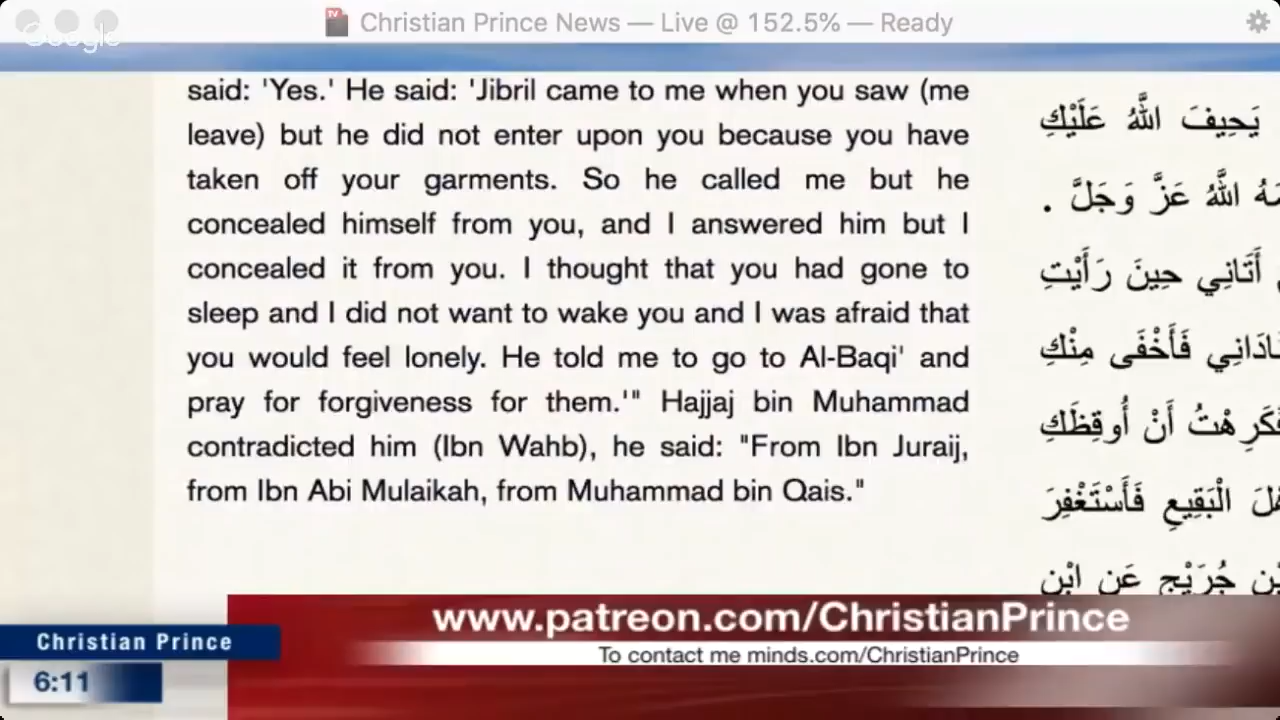 Christian Prince News — Live @ 152.5% — Ready
Google
said: 'Yes.' He said: 'Jibril came to me when you saw (me
leave) but he did not enter upon you because you have
taken off your garments. So he called me but he
concealed himself from you, and I answered him but I
concealed it from you. I thought that you had gone to
sleep and I did not want to wake you and I was afraid that
you would feel lonely. He told me to go to Al-Baqi' and
pray for forgiveness for them.'" Hajjaj bin Muhammad
contradicted him (Ibn Wahb), he said: "From Ibn Juraij,
from Ibn Abi Mulaikah, from Muhammad bin Qais."
يَحِيفَ اللَّهُ عَلَيْكِ
اللَّهُ عَزَّ وَجَلَّ .
أَتَانِي حِينَ رَأَيْتِ
فَأَخْفَى مِنْكِ
أَنْ أُوقِظَكِ
الْبَقِيعِ فَأَسْتَغْفِرَ
جُرَيْجٍ عَنِ ابْنِ
www.patreon.com/ChristianPrince
To contact me minds.com/ChristianPrince
Christian Prince
6:11